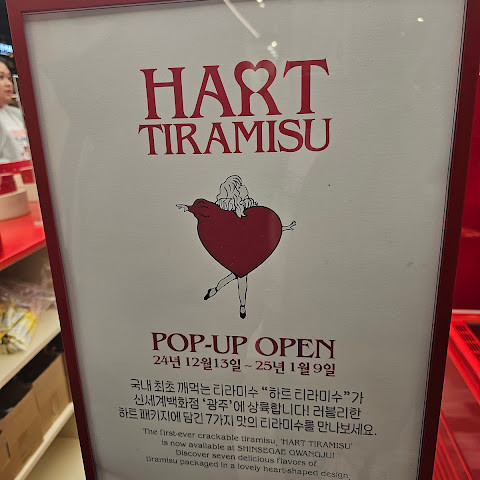 HART
TIRAMISU
POP-UP OPEN
24년 12월13일 ~ 25년 1월 9일
국내 최초 깨먹는 티라미수 “하트 티라미수”가
신세계백화점 ‘광주’에 상륙합니다! 러블리한
하트 패키지에 담긴 7가지 맛의 티라미수를 만나보세요.
The first-ever crackable tiramisu, 'HART TIRAMISU'
is now available at SHINSEGAE GWANGJU!
Discover seven delicious flavors of
tiramisu packaged in a lovely heart-shaped design.